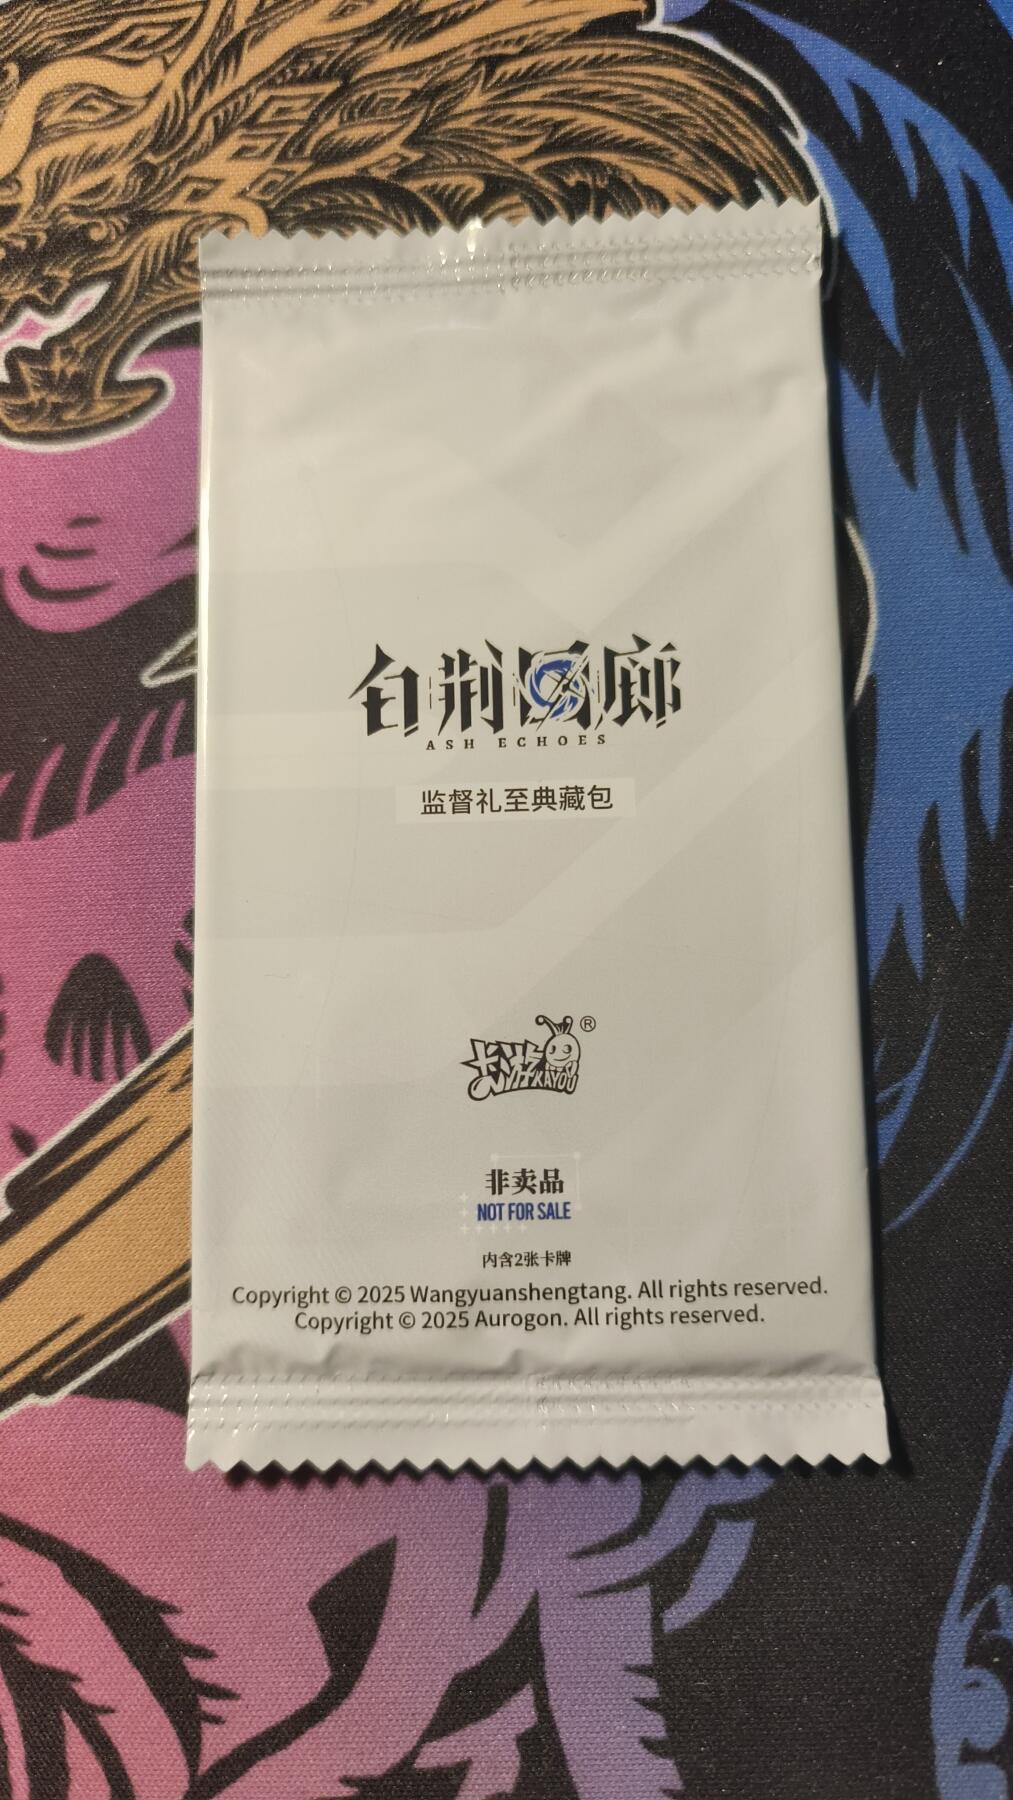 白荆回廊
ASH ECHOES
监督礼至典藏包
卡游 KAYOU ®
非卖品
NOT FOR SALE
内含2张卡牌
Copyright © 2025 Wangyuanshengtang. All rights reserved.
Copyright © 2025 Aurogon. All rights reserved.